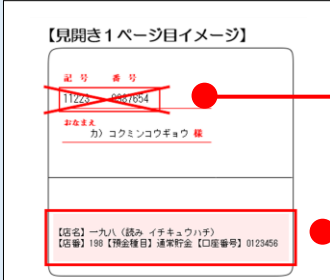 【見開き1ページ目イメージ】
記号 番号
11223 0987654
おなまえ
カ）コクミンコウギョウ 様
【店名】一九八（読み イチキュウハチ）
【店番】198【預金種目】通常貯金【口座番号】0123456